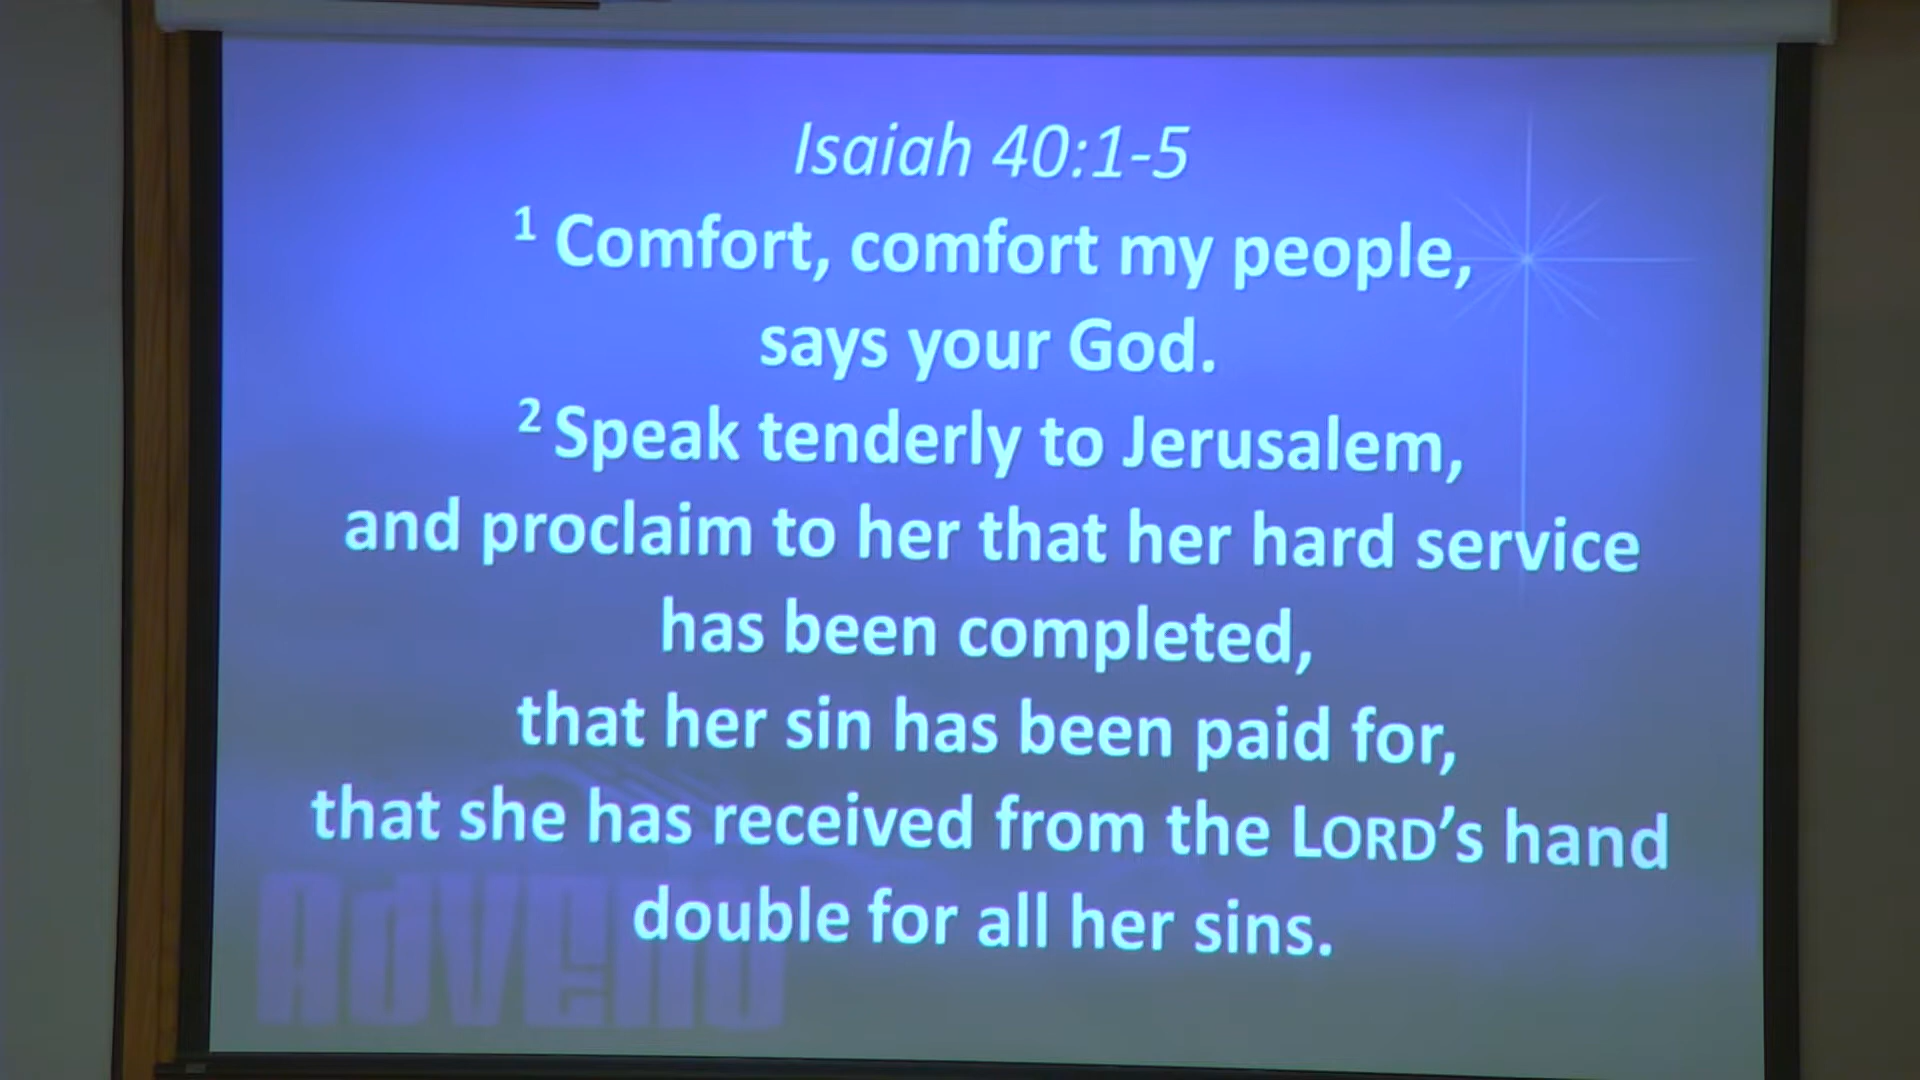 Isaiah 40:1-5
1 Comfort, comfort my people,
says your God.
2 Speak tenderly to Jerusalem,
and proclaim to her that her hard service
has been completed,
that her sin has been paid for,
that she has received from the LORD’s hand
double for all her sins.
ADVENT